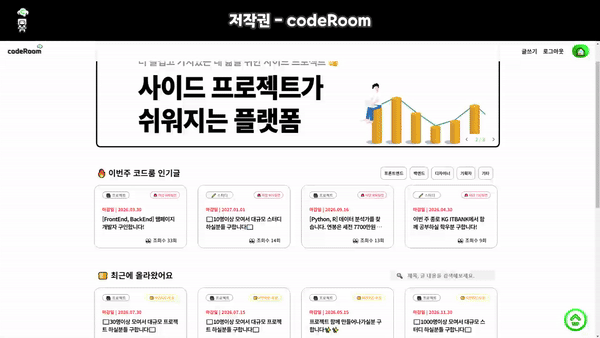 저작권 - codeRoom
codeRoom
글쓰기 로그아웃
사이드 프로젝트가
쉬워지는 플랫폼
2 / 3
🔥 이번주 코드룸 인기글
프론트엔드 백엔드 디자이너 기획자 기타
프로젝트
마감일 | 2026.03.30
[FrontEnd, BackEnd] 웹페이지
개발자 구인합니다!
조회수 33회
스터디
마감일 | 2027.01.01
10명이상 모여서 대규모 스터디
하실분들 구합니다
조회수 14회
프로젝트
마감일 | 2026.05.16
[Python, R] 데이터 분석가를 찾
습니다. 연봉은 세전 7700만원 ...
조회수 13회
스터디
마감일 | 2026.04.30
이번 주 종로 KG ITBANK에서 함
께 공부하실 학우분 구합니다!
조회수 9회
최근에 올라왔어요
제목, 글 내용을 검색해보세요.
프로젝트
마감일 | 2026.07.30
30명이상 모여서 대규모 프로젝
트 하실분들 구합니다
프로젝트
마감일 | 2026.07.15
10명이상 모여서 대규모 프로젝
트 하실분들 구합니다
프로젝트
마감일 | 2026.05.15
프로젝트 함께 만들어나가실분 구
합니다
스터디
마감일 | 2026.11.30
1000명이상 모여서 대규모 스
터디 하실분들 구합니다